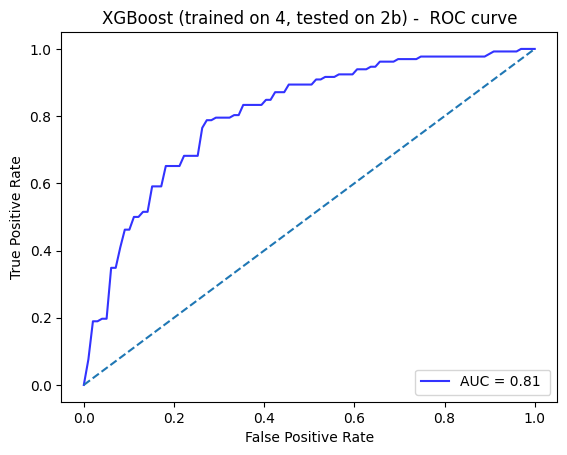 XGBoost (trained on 4, tested on 2b) -  ROC curve
True Positive Rate
1.0
0.8
0.6
0.4
0.2
0.0
AUC = 0.81
0.0 0.2 0.4 0.6 0.8 1.0
False Positive Rate